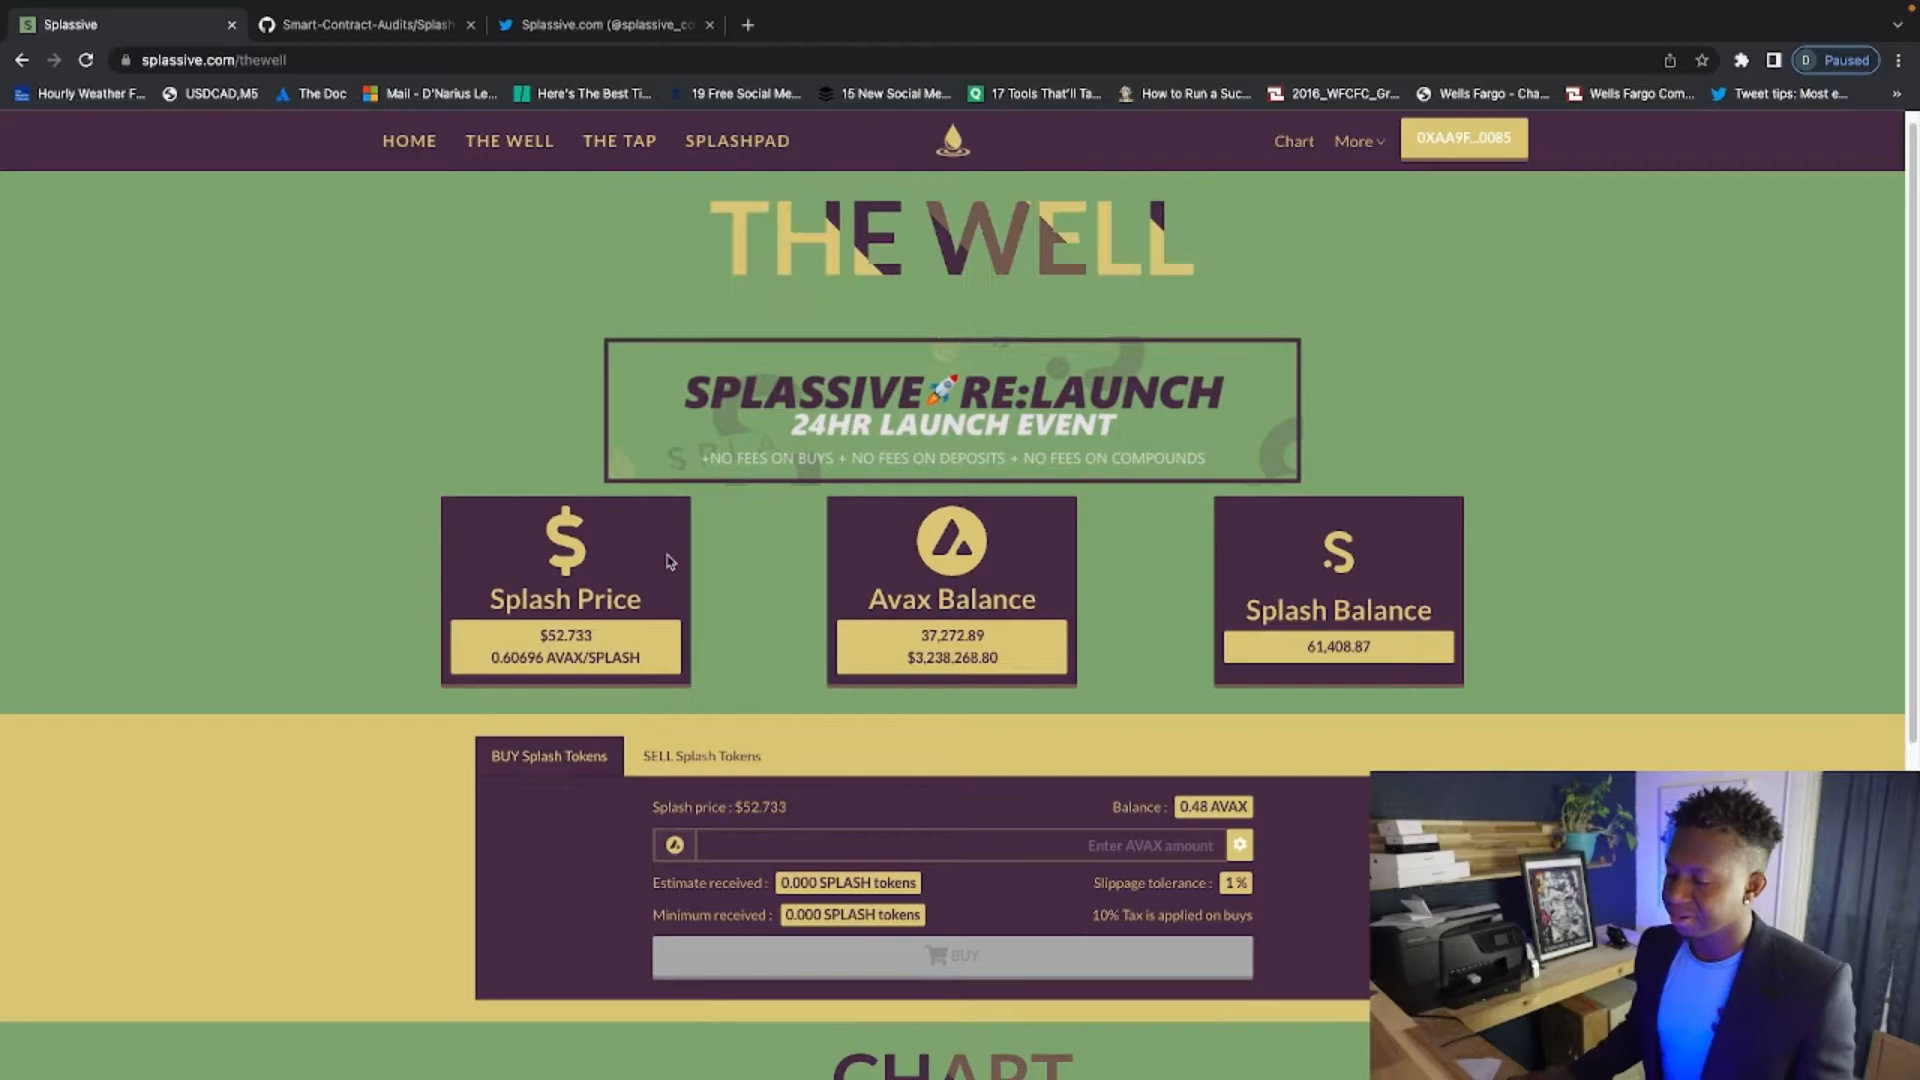 Splassive
Smart-Contract-Audits/Splash
Splassive.com (@splassive_co
splassive.com/thewell
D Paused
Hourly Weather F...
USDCAD,M5
The Doc
Mail - D'Narius Le...
Here's The Best Ti...
19 Free Social Me...
15 New Social Me...
17 Tools That'll Ta...
How to Run a Suc...
2016_WFCFC_Gr...
Wells Fargo - Cha...
Wells Fargo Com...
Tweet tips: Most e...
HOME
THE WELL
THE TAP
SPLASHPAD
Chart
More
0XAA9F...0085
THE WELL
SPLASSIVE🚀RE:LAUNCH
24HR LAUNCH EVENT
+NO FEES ON BUYS + NO FEES ON DEPOSITS + NO FEES ON COMPOUNDS
Splash Price
$52.733
0.60696 AVAX/SPLASH
Avax Balance
37,272.89
$3,238,268.80
Splash Balance
61,408.87
BUY Splash Tokens
SELL Splash Tokens
Splash price : $52.733
Balance : 0.48 AVAX
Enter AVAX amount
Estimate received : 0.000 SPLASH tokens
Slippage tolerance : 1 %
Minimum received : 0.000 SPLASH tokens
10% Tax is applied on buys
BUY
CHART